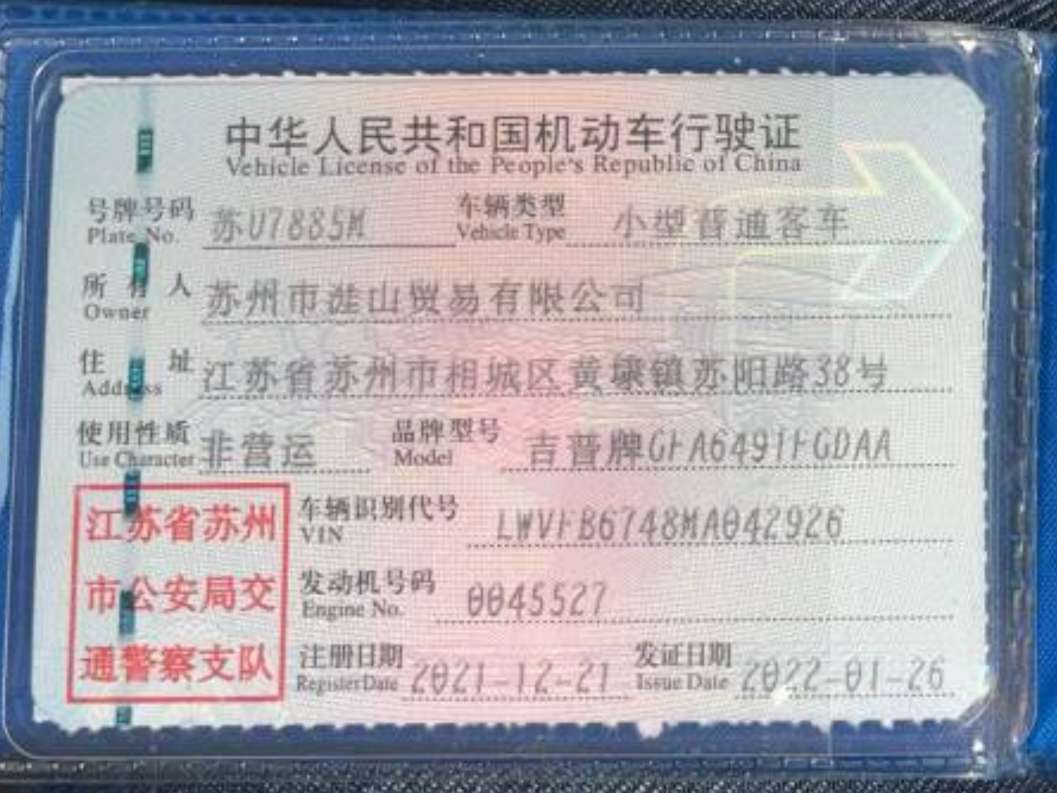 中华人民共和国机动车行驶证
Vehicle License of the People's Republic of China
号牌号码 苏U7885M 车辆类型 小型普通客车
Plate No. Vehicle Type
所有人 苏州市洼山贸易有限公司
Owner
住址 江苏省苏州市相城区黄埭镇苏阳路38号
Address
使用性质 非营运 品牌型号 吉普牌GFA6491FGDAA
Use Character Model
江苏省苏州 车辆识别代号 LWVFB6748MA042926
VIN
市公安局交 发动机号码 0045527
Engine No.
通警察支队 注册日期 2021-12-21 发证日期 2022-01-26
Register Date Issue Date